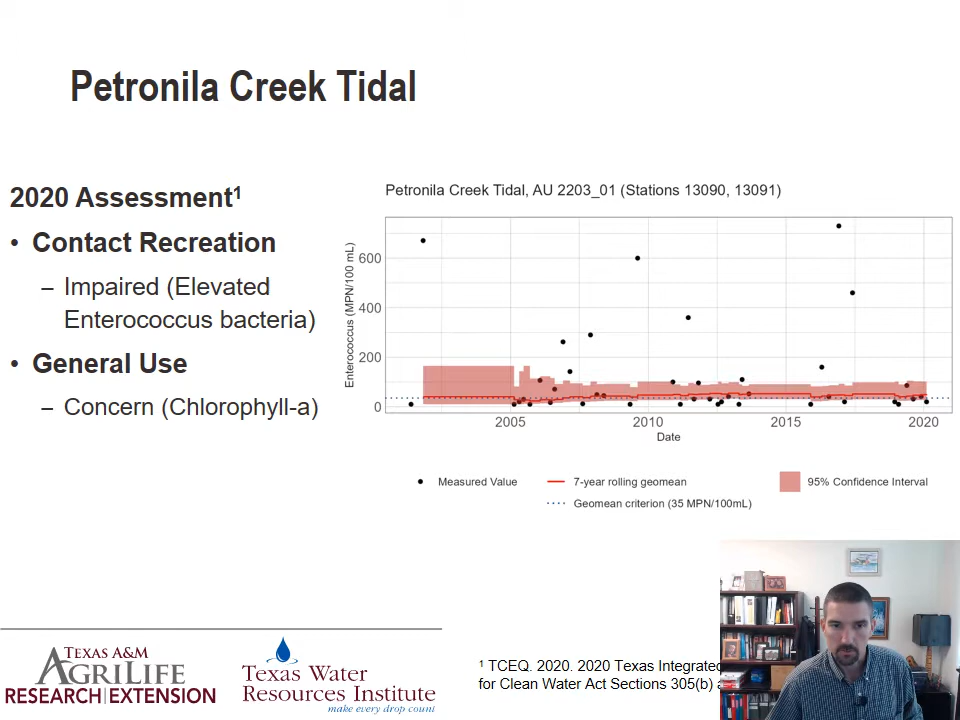 Petronila Creek Tidal
2020 Assessment¹
• Contact Recreation
– Impaired (Elevated
Enterococcus bacteria)
• General Use
– Concern (Chlorophyll-a)
Petronila Creek Tidal, AU 2203_01 (Stations 13090, 13091)
Enterococcus (MPN/100 mL)
600
400
200
0
2005 2010 2015 2020
Date
Measured Value 7-year rolling geomean 95% Confidence Interval
Geomean criterion (35 MPN/100mL)
TEXAS A&M
AGRILIFE
RESEARCH | EXTENSION
Texas Water
Resources Institute
make every drop count
¹ TCEQ. 2020. 2020 Texas Integrated
for Clean Water Act Sections 305(b) a